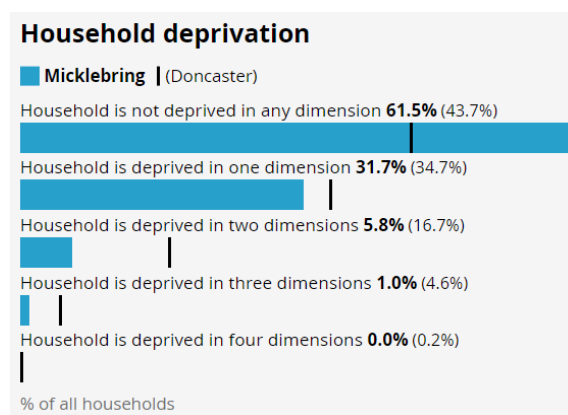 Household deprivation
Micklebring (Doncaster)
Household is not deprived in any dimension 61.5% (43.7%)
Household is deprived in one dimension 31.7% (34.7%)
Household is deprived in two dimensions 5.8% (16.7%)
Household is deprived in three dimensions 1.0% (4.6%)
Household is deprived in four dimensions 0.0% (0.2%)
% of all households